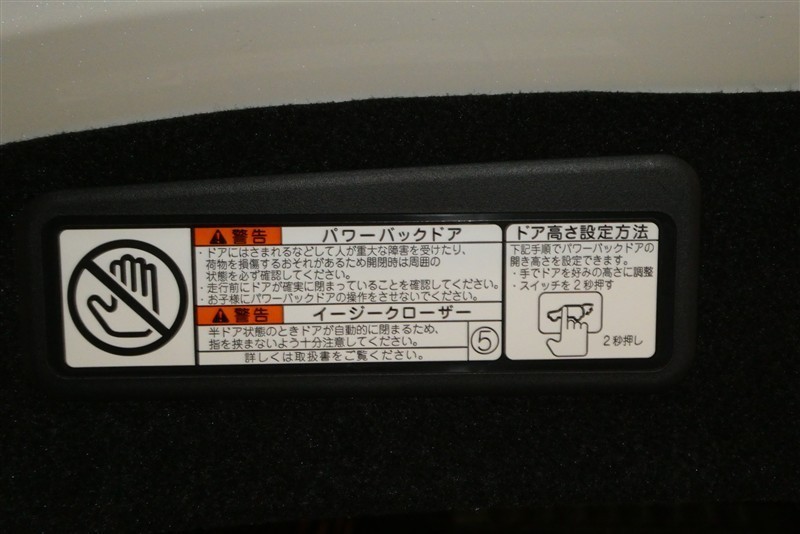 警告 パワーバックドア
・ドアにはさまれるなどして人が重大な障害を受けたり、
荷物を損傷するおそれがあるため開閉時は周囲の
状態を必ず確認してください。
・走行前にドアが確実に閉まっていることを確認してください。
・お子様にパワーバックドアの操作をさせないでください。
警告 イージークローザー
半ドア状態のときドアが自動的に閉まるため、
指を挟まないよう十分注意してください。
詳しくは取扱書をご覧ください。
⑤
ドア高さ設定方法
下記手順でパワーバックドアの
開き高さを設定できます。
・手でドアを好みの高さに調整
・スイッチを2秒押す
2秒押し